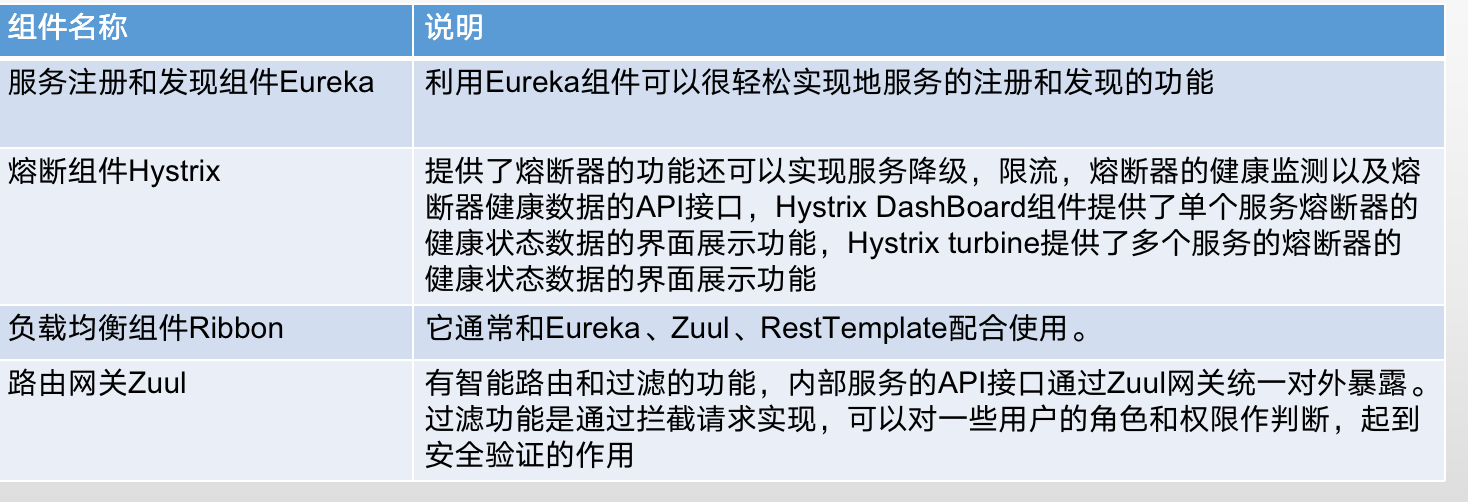 组件名称
说明
服务注册和发现组件Eureka
利用Eureka组件可以很轻松实现地服务的注册和发现的功能
熔断组件Hystrix
提供了熔断器的功能还可以实现服务降级，限流，熔断器的健康监测以及熔
断器健康数据的API接口，Hystrix DashBoard组件提供了单个服务熔断器的
健康状态数据的界面展示功能，Hystrix turbine提供了多个服务的熔断器的
健康状态数据的界面展示功能
负载均衡组件Ribbon
它通常和Eureka、Zuul、RestTemplate配合使用。
路由网关Zuul
有智能路由和过滤的功能，内部服务的API接口通过Zuul网关统一对外暴露。
过滤功能是通过拦截请求实现，可以对一些用户的角色和权限作判断，起到
安全验证的作用